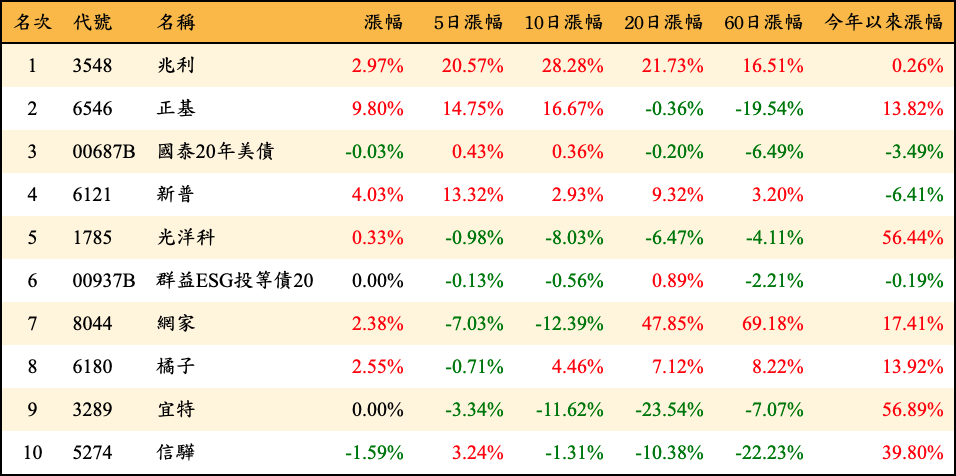 名次 代號 名稱 漲幅 5日漲幅 10日漲幅 20日漲幅 60日漲幅 今年以來漲幅
1 3548 兆利 2.97% 20.57% 28.28% 21.73% 16.51% 0.26%
2 6546 正基 9.80% 14.75% 16.67% -0.36% -19.54% 13.82%
3 00687B 國泰20年美債 -0.03% 0.43% 0.36% -0.20% -6.49% -3.49%
4 6121 新普 4.03% 13.32% 2.93% 9.32% 3.20% -6.41%
5 1785 光洋科 0.33% -0.98% -8.03% -6.47% -4.11% 56.44%
6 00937B 群益ESG投等債20 0.00% -0.13% -0.56% 0.89% -2.21% -0.19%
7 8044 網家 2.38% -7.03% -12.39% 47.85% 69.18% 17.41%
8 6180 橘子 2.55% -0.71% 4.46% 7.12% 8.22% 13.92%
9 3289 宜特 0.00% -3.34% -11.62% -23.54% -7.07% 56.89%
10 5274 信驊 -1.59% 3.24% -1.31% -10.38% -22.23% 39.80%